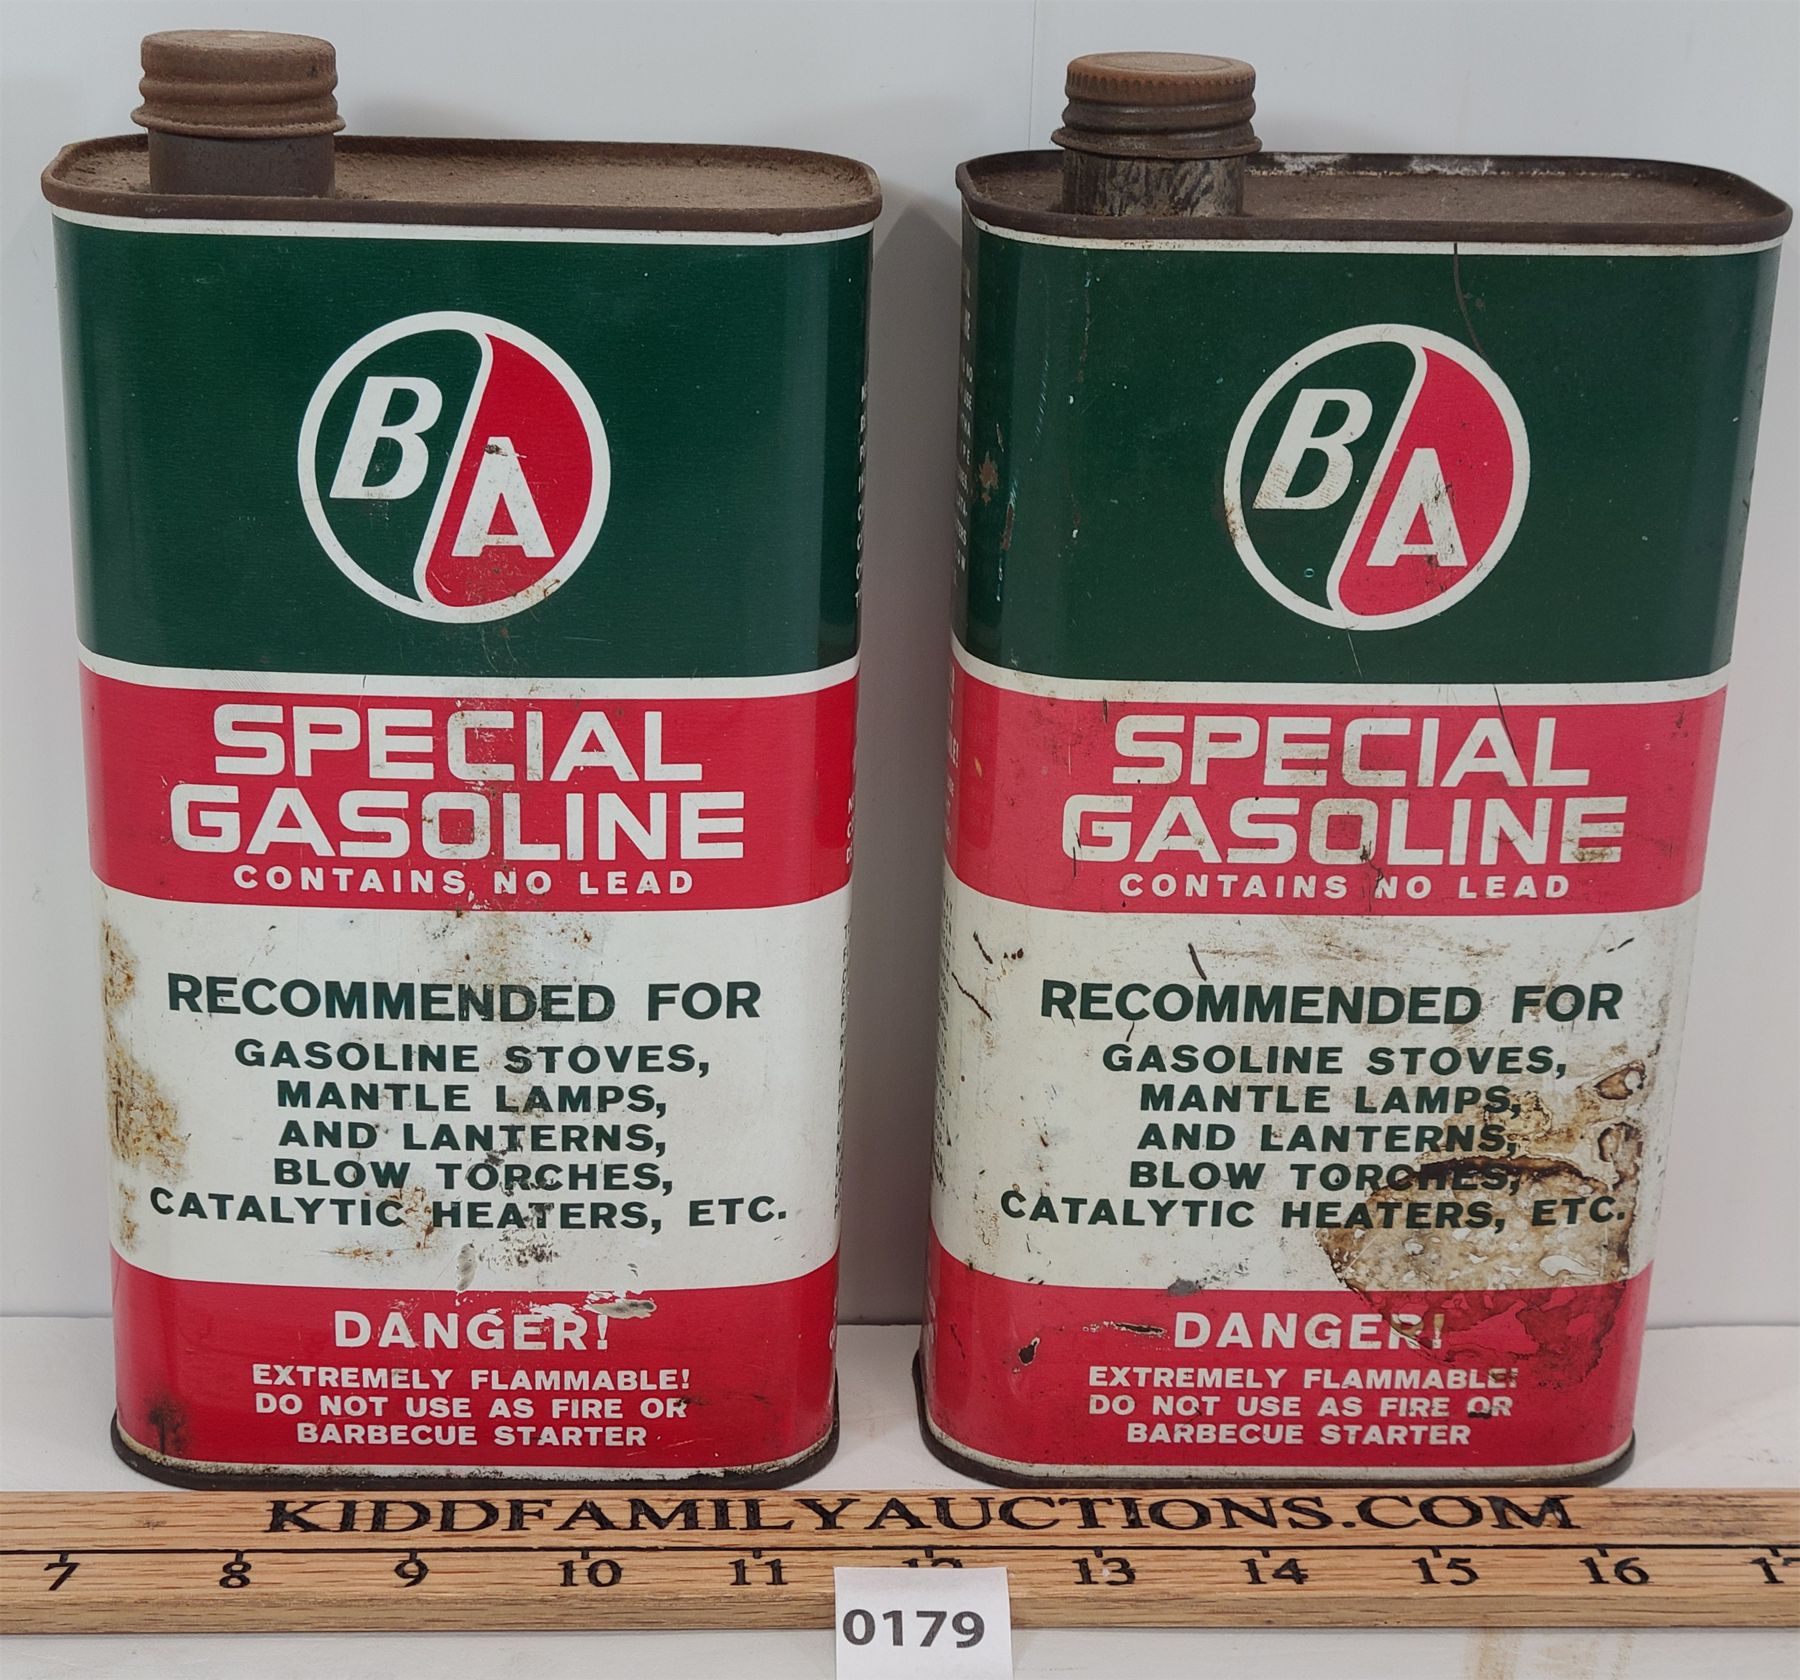 BA
SPECIAL
GASOLINE
CONTAINS NO LEAD
RECOMMENDED FOR
GASOLINE STOVES,
MANTLE LAMPS,
AND LANTERNS,
BLOW TORCHES,
CATALYTIC HEATERS, ETC.
DANGER!
EXTREMELY FLAMMABLE!
DO NOT USE AS FIRE OR
BARBECUE STARTER
BA
SPECIAL
GASOLINE
CONTAINS NO LEAD
RECOMMENDED FOR
GASOLINE STOVES,
MANTLE LAMPS,
AND LANTERNS,
BLOW TORCHES,
CATALYTIC HEATERS, ETC.
DANGER!
EXTREMELY FLAMMABLE!
DO NOT USE AS FIRE OR
BARBECUE STARTER
KIDDFAMILYAUCTIONS.COM
7 8 9 10 11 12 13 14 15 16 17
0179